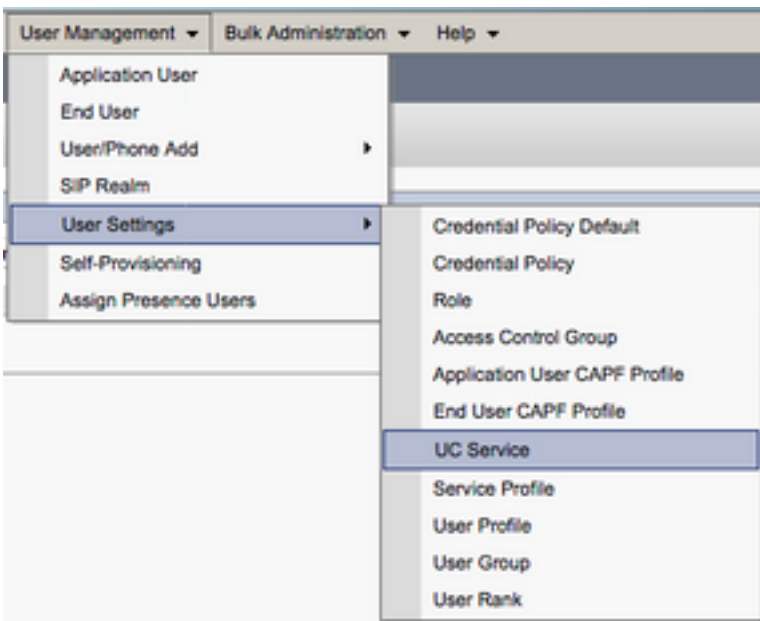 User Management Bulk Administration Help
Application User
End User
User/Phone Add
SIP Realm
User Settings
Self-Provisioning
Assign Presence Users
Credential Policy Default
Credential Policy
Role
Access Control Group
Application User CAPF Profile
End User CAPF Profile
UC Service
Service Profile
User Profile
User Group
User Rank